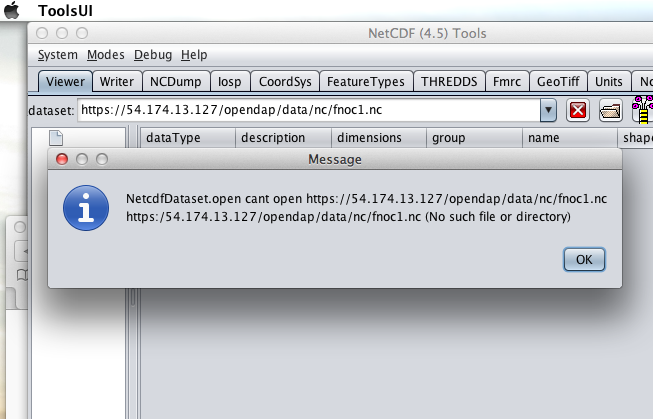 ToolsUI
NetCDF (4.5) Tools
System Modes Debug Help
Viewer Writer NCDump Iosp CoordSys FeatureTypes THREDDS Fmrc GeoTiff Units
dataset: https://54.174.13.127/opendap/data/nc/fnoc1.nc
dataType description dimensions group name shape
Message
NetcdfDataset.open cant open https://54.174.13.127/opendap/data/nc/fnoc1.nc
https:/54.174.13.127/opendap/data/nc/fnoc1.nc (No such file or directory)
OK